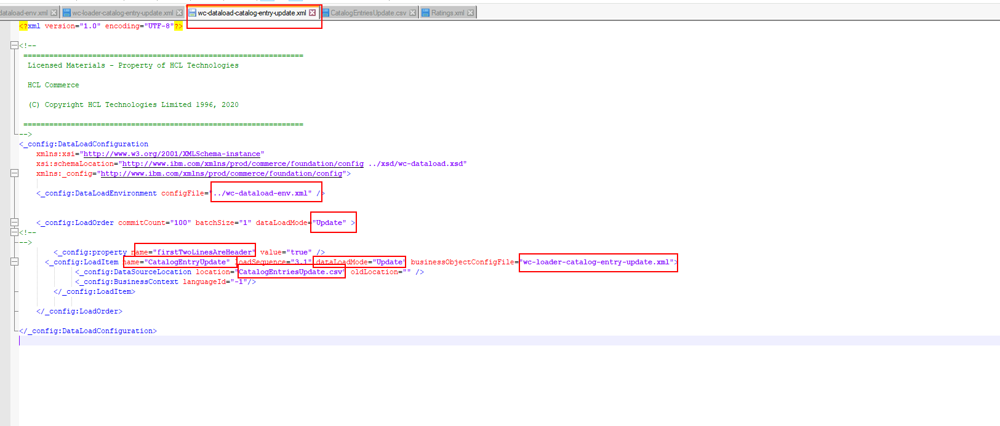 dataload-env.xml wc-loader-catalog-entry-update.xml wc-dataload-catalog-entry-update.xml CatalogEntriesUpdate.csv Ratings.xml
<?xml version="1.0" encoding="UTF-8"?>
<!--
=================================================================
Licensed Materials - Property of HCL Technologies
HCL Commerce
(C) Copyright HCL Technologies Limited 1996, 2020
=================================================================
-->
<_config:DataLoadConfiguration
xmlns:xsi="http://www.w3.org/2001/XMLSchema-instance"
xsi:schemaLocation="http://www.ibm.com/xmlns/prod/commerce/foundation/config ../xsd/wc-dataload.xsd"
xmlns:_config="http://www.ibm.com/xmlns/prod/commerce/foundation/config">
<_config:DataLoadEnvironment configFile="../wc-dataload-env.xml" />
<_config:LoadOrder commitCount="100" batchSize="1" dataLoadMode="Update" >
<!--
-->
<_config:property name="firstTwoLinesAreHeader" value="true" />
<_config:LoadItem name="CatalogEntryUpdate" loadSequence="3.1" dataLoadMode="Update" businessObjectConfigFile="wc-loader-catalog-entry-update.xml">
<_config:DataSourceLocation location="CatalogEntriesUpdate.csv" oldLocation="" />
<_config:BusinessContext languageId="-1"/>
</_config:LoadItem>
</_config:LoadOrder>
</_config:DataLoadConfiguration>